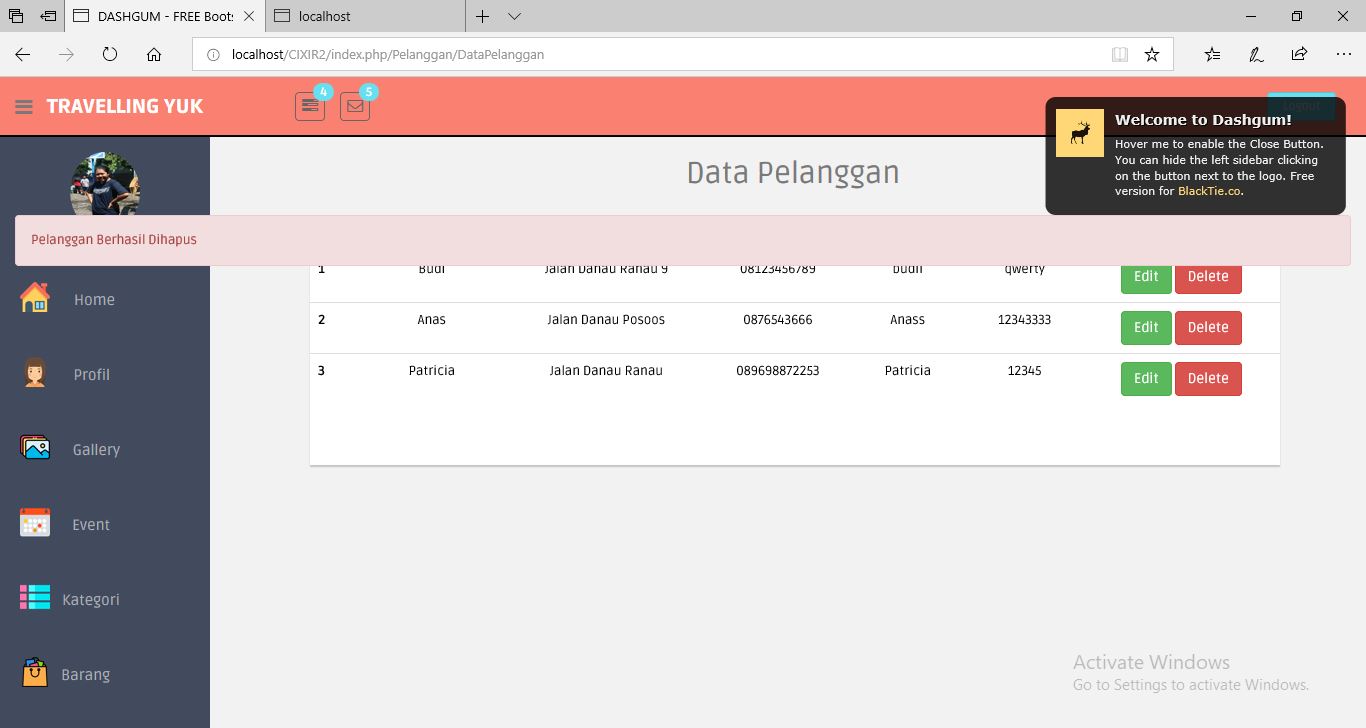 DASHGUM - FREE Boots
localhost
localhost/CIXIR2/index.php/Pelanggan/DataPelanggan
TRAVELLING YUK
4
5
Logout
Welcome to Dashgum!
Hover me to enable the Close Button.
You can hide the left sidebar clicking
on the button next to the logo. Free
version for BlackTie.co.
Data Pelanggan
Pelanggan Berhasil Dihapus
1 Budi Jalan Danau Ranau 9 08123456789 budii qwerty Edit Delete
2 Anas Jalan Danau Posoos 0876543666 Anass 12343333 Edit Delete
3 Patricia Jalan Danau Ranau 089698872253 Patricia 12345 Edit Delete
Home
Profil
Gallery
Event
Kategori
Barang
Activate Windows
Go to Settings to activate Windows.